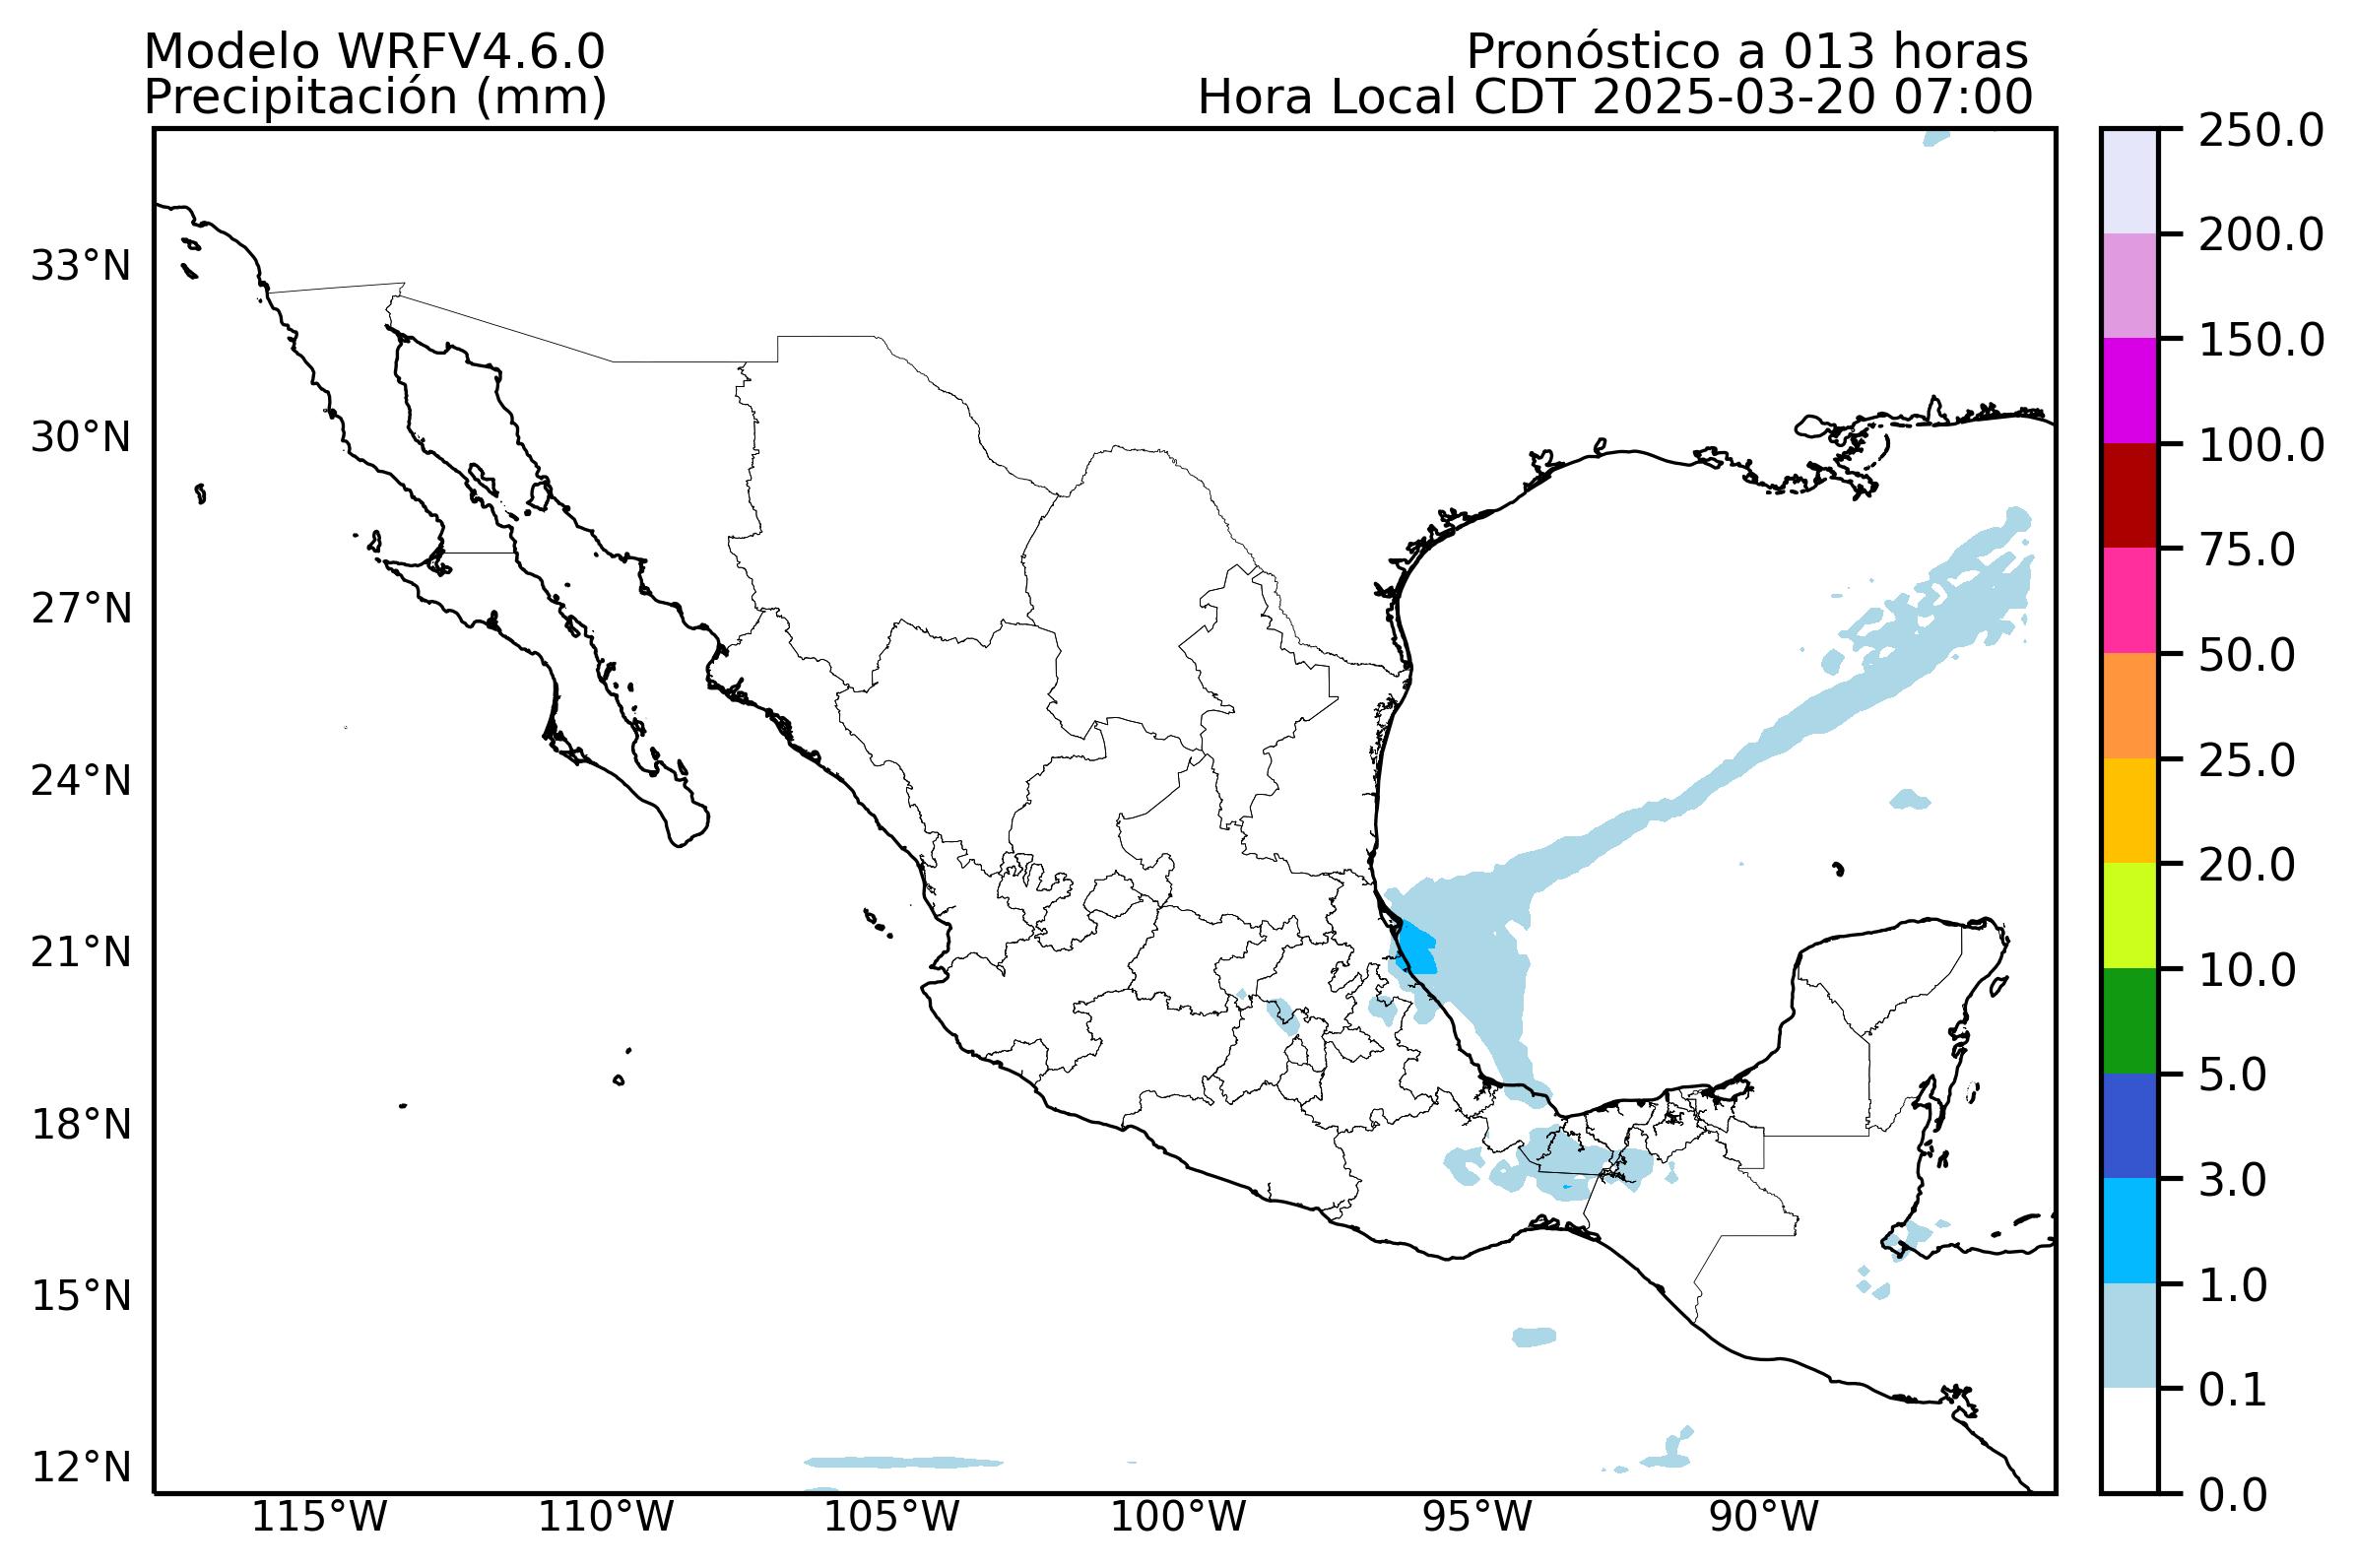 Modelo WRFV4.6.0
Precipitación (mm)
Pronóstico a 013 horas
Hora Local CDT 2025-03-20 07:00
33°N
30°N
27°N
24°N
21°N
18°N
15°N
12°N
115°W
110°W
105°W
100°W
95°W
90°W
250.0
200.0
150.0
100.0
75.0
50.0
25.0
20.0
10.0
5.0
3.0
1.0
0.1
0.0